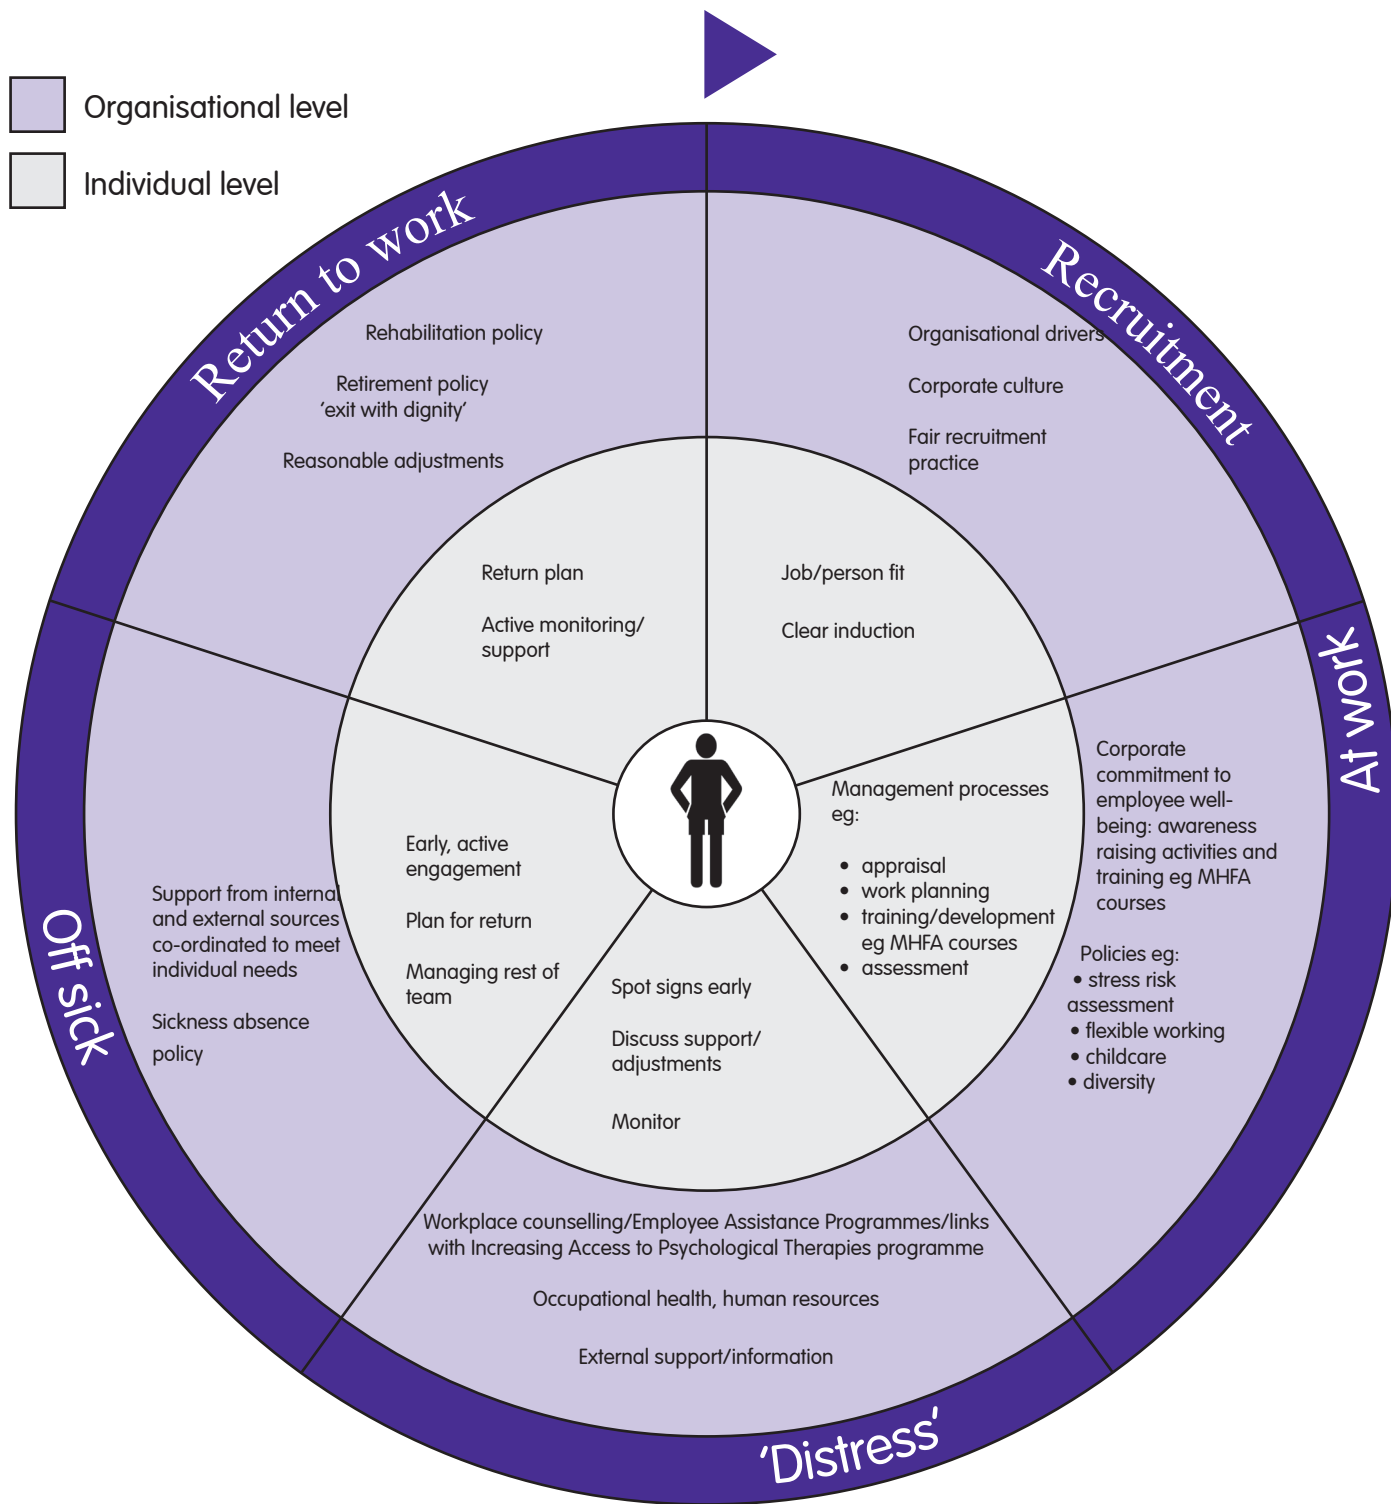 Organisational level
Individual level
Return to work
Rehabilitation policy
Retirement policy
‘exit with dignity’
Reasonable adjustments
Return plan
Active monitoring/
support
Recruitment
Organisational drivers
Corporate culture
Fair recruitment
practice
Job/person fit
Clear induction
At work
Corporate
commitment to
employee well-
being: awareness
raising activities and
training eg MHFA
courses
Policies eg:
• stress risk
assessment
• flexible working
• childcare
• diversity
Management processes
eg:
• appraisal
• work planning
• training/development
eg MHFA courses
• assessment
‘Distress’
Spot signs early
Discuss support/
adjustments
Monitor
Workplace counselling/Employee Assistance Programmes/links
with Increasing Access to Psychological Therapies programme
Occupational health, human resources
External support/information
Off sick
Early, active
engagement
Plan for return
Managing rest of
team
Support from internal
and external sources
co-ordinated to meet
individual needs
Sickness absence
policy